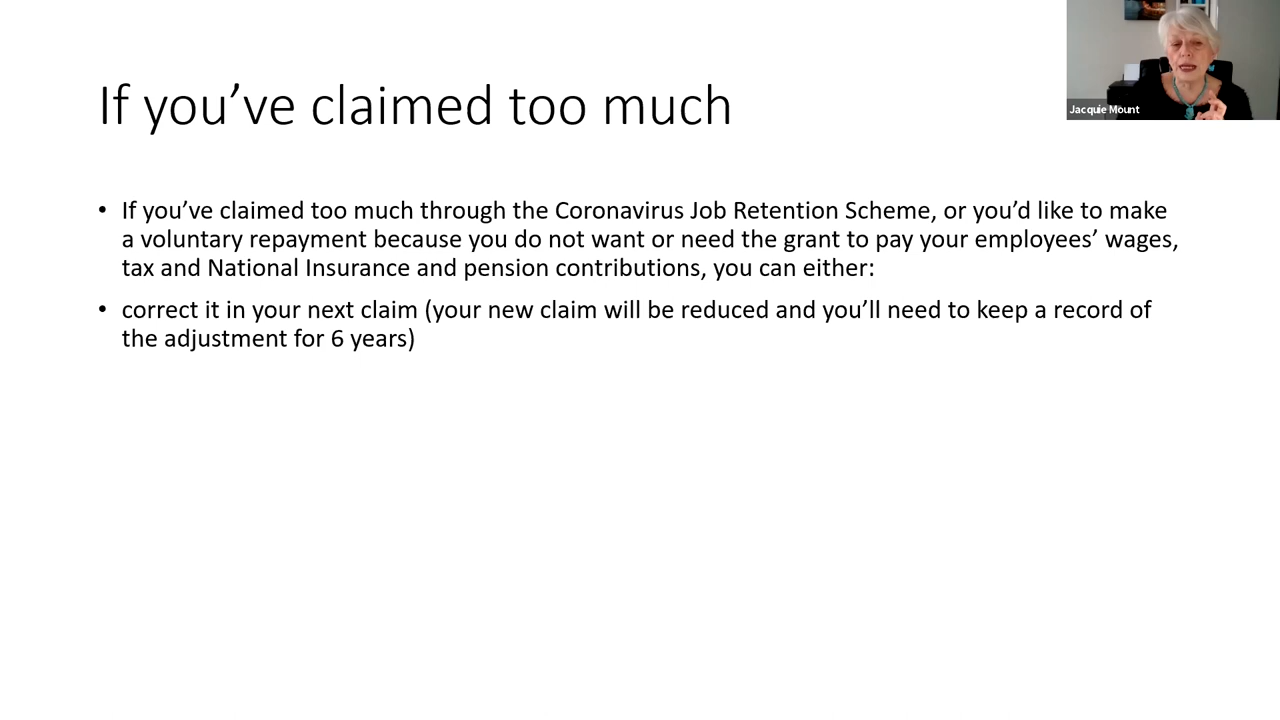 If you’ve claimed too much
Jacquie Mount
• If you’ve claimed too much through the Coronavirus Job Retention Scheme, or you’d like to make
a voluntary repayment because you do not want or need the grant to pay your employees’ wages,
tax and National Insurance and pension contributions, you can either:
• correct it in your next claim (your new claim will be reduced and you’ll need to keep a record of
the adjustment for 6 years)